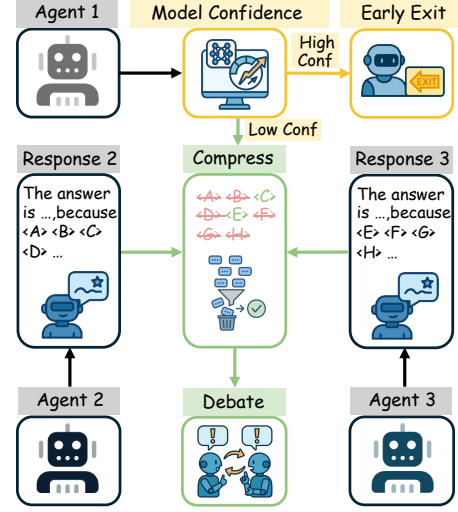 Agent 1
Model Confidence
Early Exit
High
Conf
EXIT
Low Conf
Response 2
Compress
Response 3
The answer
is ...,because
<A> <B> <C>
<D> ...
<A> <B> <C>
<D> <E> <F>
<G> <H>
The answer
is ...,because
<E> <F> <G>
<H> ...
Agent 2
Debate
Agent 3
! !